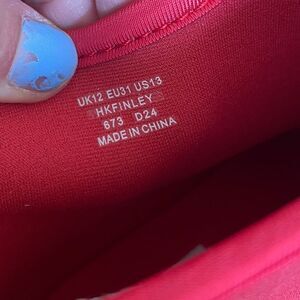 UK12 EU31 US13
HKFINLEY
673 D24
MADE IN CHINA